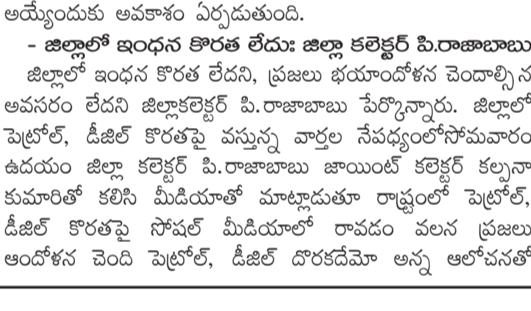 అయ్యేందుకు అవకాశం ఏర్పడుతుంది.
- జిల్లాలో ఇంధన కొరత లేదుః జిల్లా కలెక్టర్ పి.రాజాబాబు
జిల్లాలో ఇంధన కొరత లేదని, ప్రజలు భయాందోళన చెందాల్సిన
అవసరం లేదని జిల్లాకలెక్టర్ పి.రాజాబాబు పేర్కొన్నారు. జిల్లాలో
పెట్రోల్, డీజిల్ కొరతపై వస్తున్న వార్తల నేపధ్యంలోసోమవారం
ఉదయం జిల్లా కలెక్టర్ పి.రాజాబాబు జాయింట్ కలెక్టర్ కల్పనా
కుమారితో కలిసి మీడియాతో మాట్లాడుతూ రాష్ట్రంలో పెట్రోల్,
డీజిల్ కొరతపై సోషల్ మీడియాలో రావడం వలన ప్రజలు
ఆందోళన చెంది పెట్రోల్, డీజిల్ దొరకదేమో అన్న ఆలోచనతో